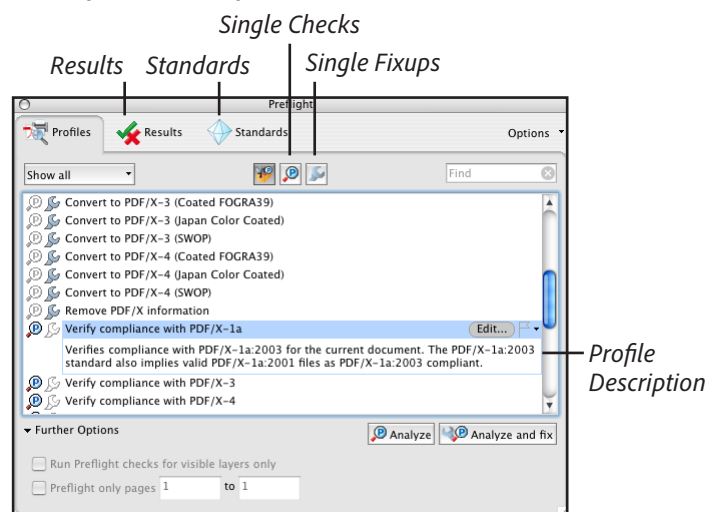 Single Checks
Results Standards Single Fixups
Preflight
Profiles Results Standards Options
Show all Find
Convert to PDF/X-3 (Coated FOGRA39)
Convert to PDF/X-3 (Japan Color Coated)
Convert to PDF/X-3 (SWOP)
Convert to PDF/X-4 (Coated FOGRA39)
Convert to PDF/X-4 (Japan Color Coated)
Convert to PDF/X-4 (SWOP)
Remove PDF/X information
Verify compliance with PDF/X-1a Edit...
Verifies compliance with PDF/X-1a:2003 for the current document. The PDF/X-1a:2003
standard also implies valid PDF/X-1a:2001 files as PDF/X-1a:2003 compliant.
Profile
Description
Verify compliance with PDF/X-3
Verify compliance with PDF/X-4
Further Options Analyze Analyze and fix
Run Preflight checks for visible layers only
Preflight only pages 1 to 1